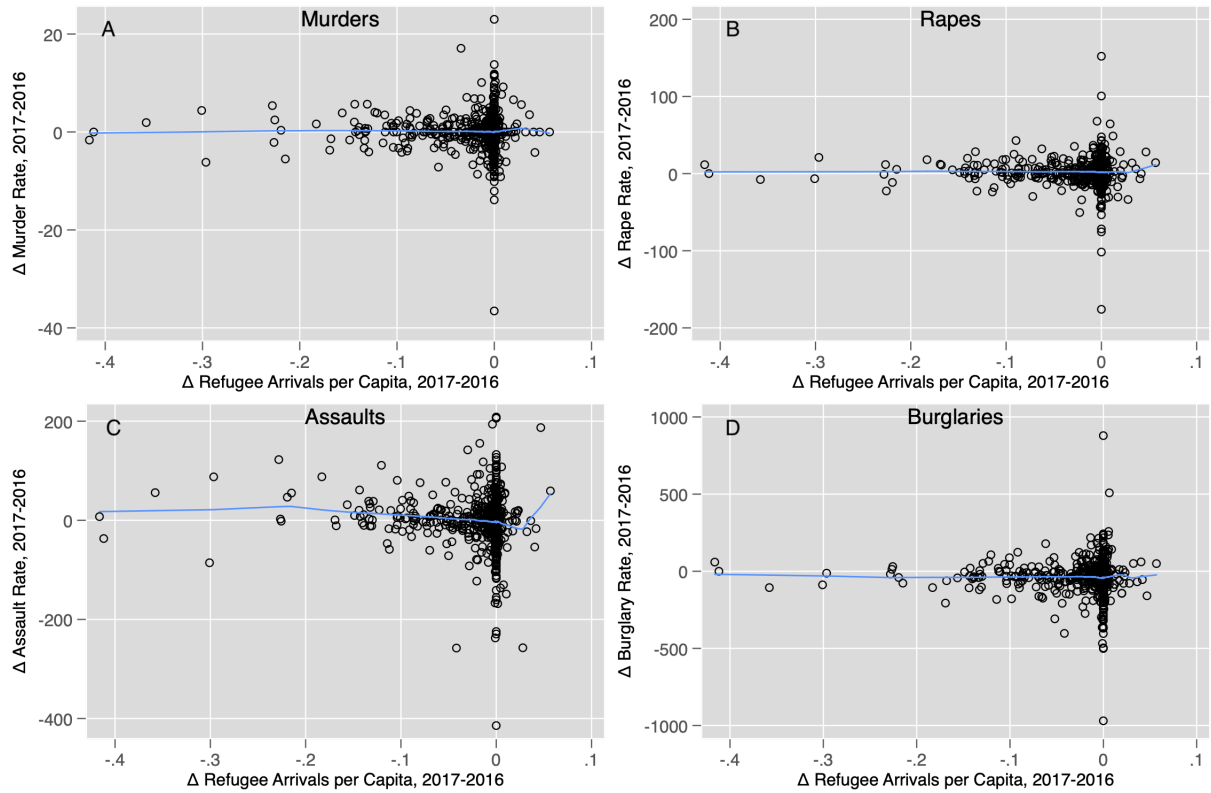 A
Murders
Δ Murder Rate, 2017-2016
20
0
-20
-40
-.4 -.3 -.2 -.1 0 .1
Δ Refugee Arrivals per Capita, 2017-2016
B
Rapes
Δ Rape Rate, 2017-2016
200
100
0
-100
-200
-.4 -.3 -.2 -.1 0 .1
Δ Refugee Arrivals per Capita, 2017-2016
C
Assaults
Δ Assault Rate, 2017-2016
200
0
-200
-400
-.4 -.3 -.2 -.1 0 .1
Δ Refugee Arrivals per Capita, 2017-2016
D
Burglaries
Δ Burglary Rate, 2017-2016
1000
500
0
-500
-1000
-.4 -.3 -.2 -.1 0 .1
Δ Refugee Arrivals per Capita, 2017-2016